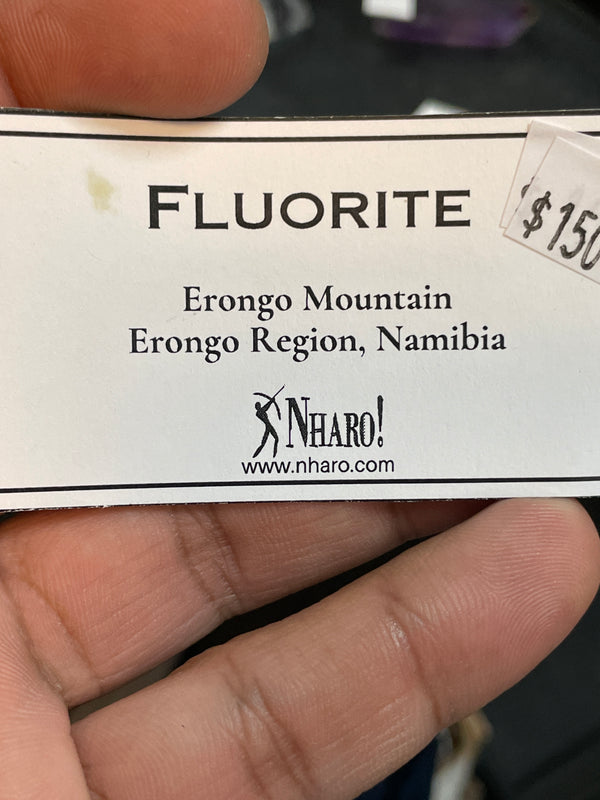 FLUORITE
$150
Erongo Mountain
Erongo Region, Namibia
NHARO!
www.nharo.com